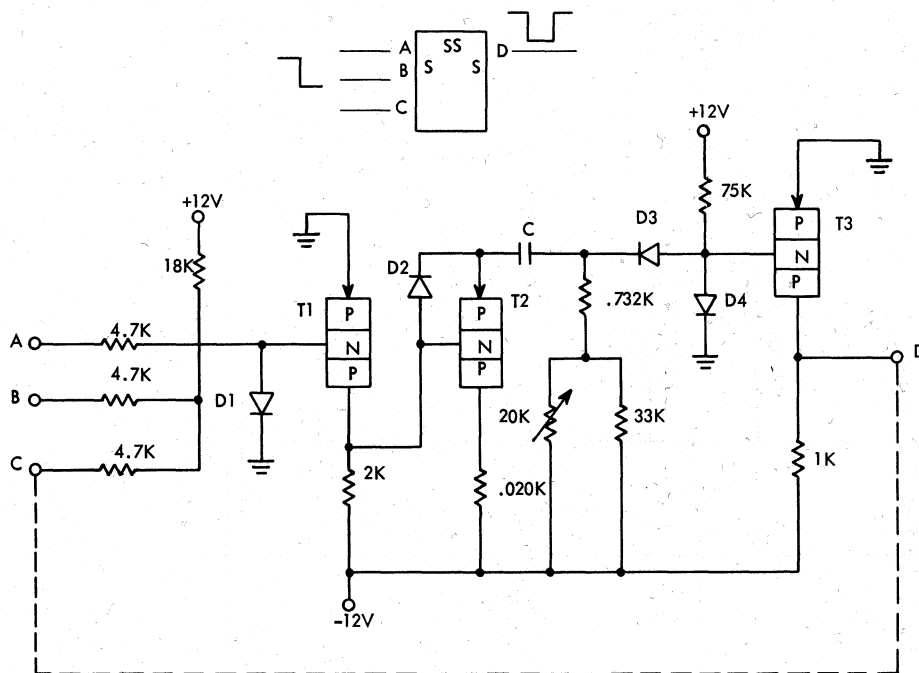 A
SS
D
S
S
B
C
+12V
75K
+12V
T3
P
N
P
18K
D2
C
D3
T1
T2
.732K
D4
P
N
P
P
N
P
A
4.7K
D
B
4.7K
D1
20K
33K
C
4.7K
2K
.020K
1K
-12V